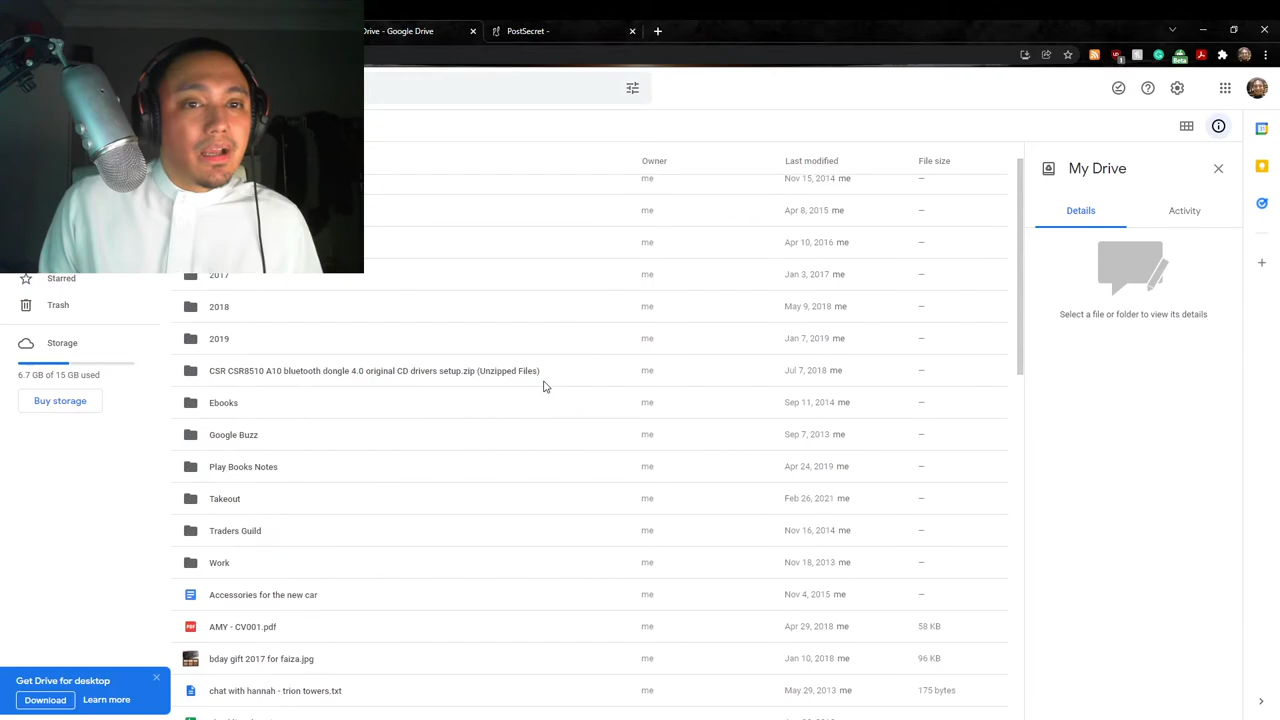 Drive - Google Drive
PostSecret -
Beta
1
Owner
Last modified
File size
My Drive
me
Nov 15, 2014 me
—
me
Apr 8, 2015 me
—
Details
Activity
me
Apr 10, 2016 me
—
2017
me
Jan 3, 2017 me
—
Starred
2018
me
May 9, 2018 me
—
Trash
Select a file or folder to view its details
2019
me
Jan 7, 2019 me
—
Storage
CSR CSR8510 A10 bluetooth dongle 4.0 original CD drivers setup.zip (Unzipped Files)
me
Jul 7, 2018 me
—
6.7 GB of 15 GB used
Buy storage
Ebooks
me
Sep 11, 2014 me
—
Google Buzz
me
Sep 7, 2013 me
—
Play Books Notes
me
Apr 24, 2019 me
—
Takeout
me
Feb 26, 2021 me
—
Traders Guild
me
Nov 16, 2014 me
—
Work
me
Nov 18, 2013 me
—
Accessories for the new car
me
Nov 4, 2015 me
—
AMY - CV001.pdf
me
Apr 29, 2018 me
58 KB
bday gift 2017 for faiza.jpg
me
Jan 10, 2018 me
96 KB
Get Drive for desktop
Download
Learn more
chat with hannah - trion towers.txt
me
May 29, 2013 me
175 bytes